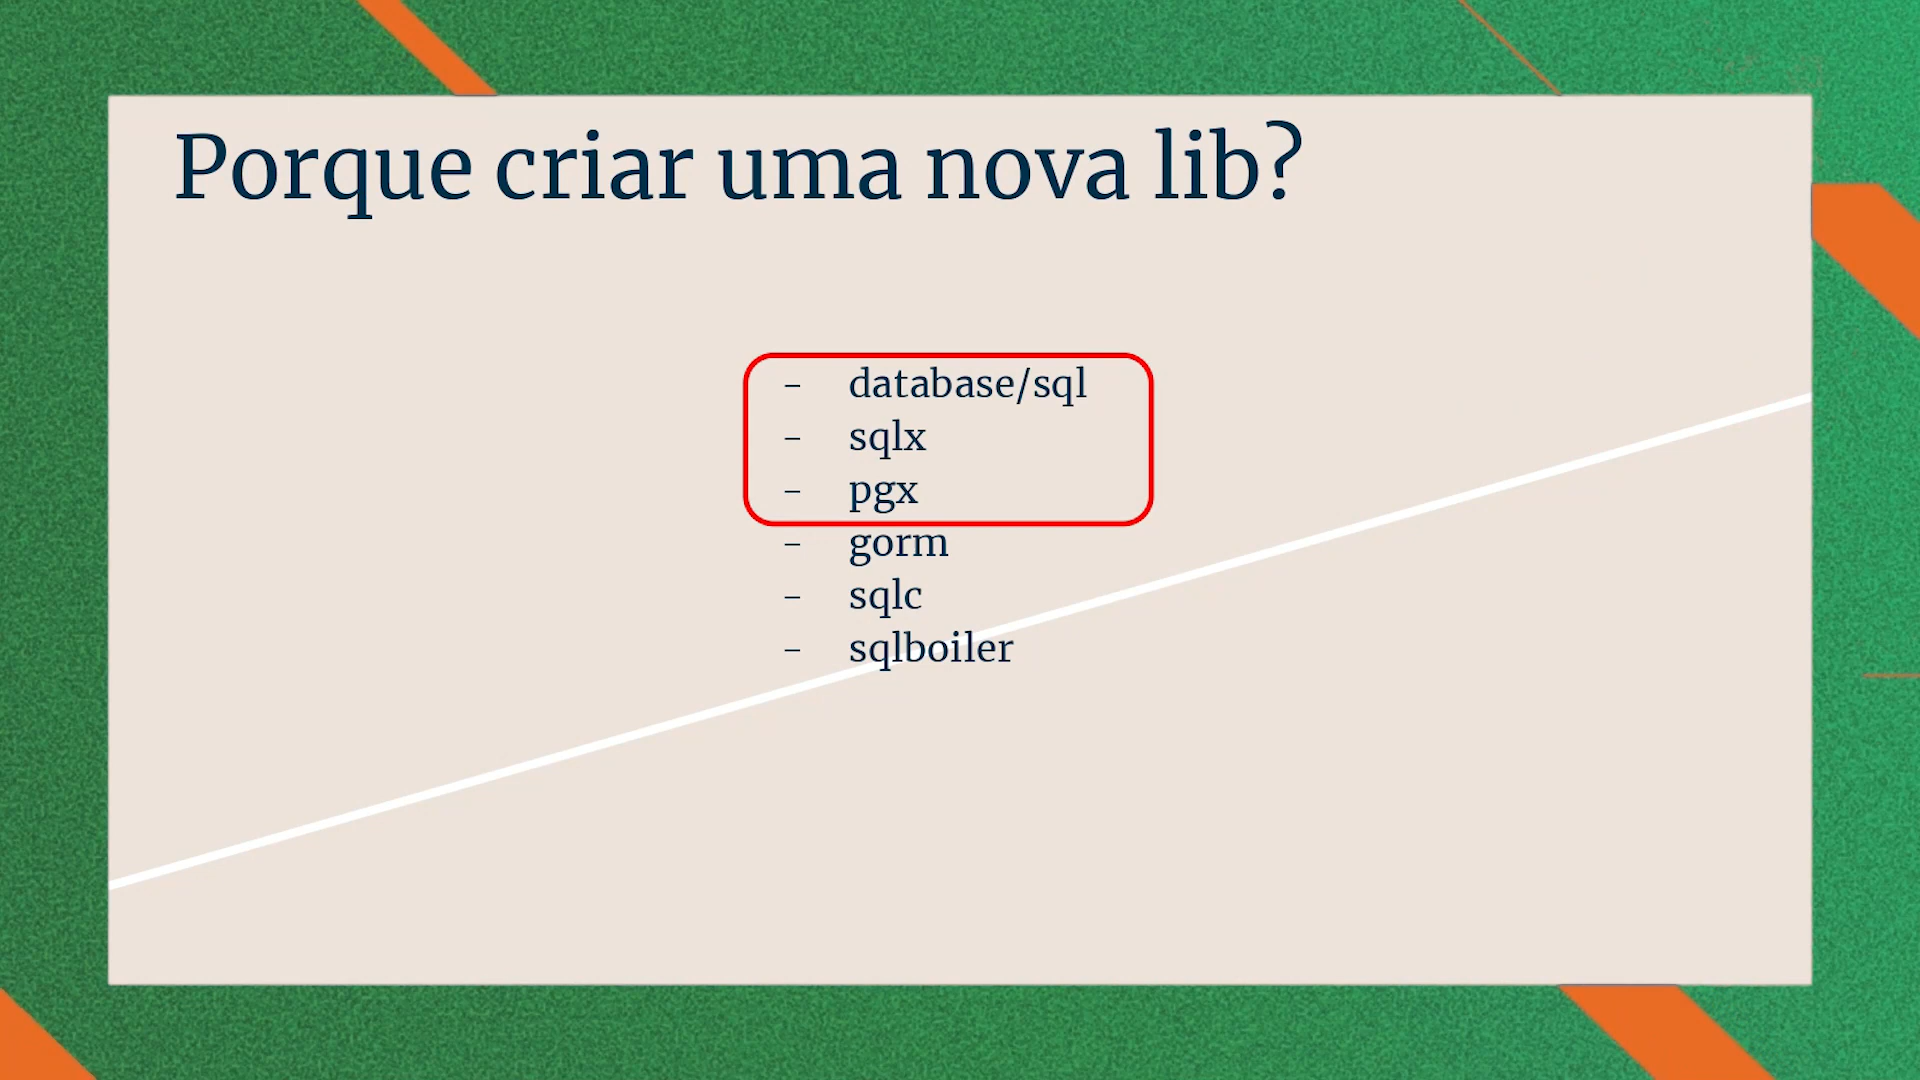 Porque criar uma nova lib?
- database/sql
- sqlx
- pgx
- gorm
- sqlc
- sqlboiler